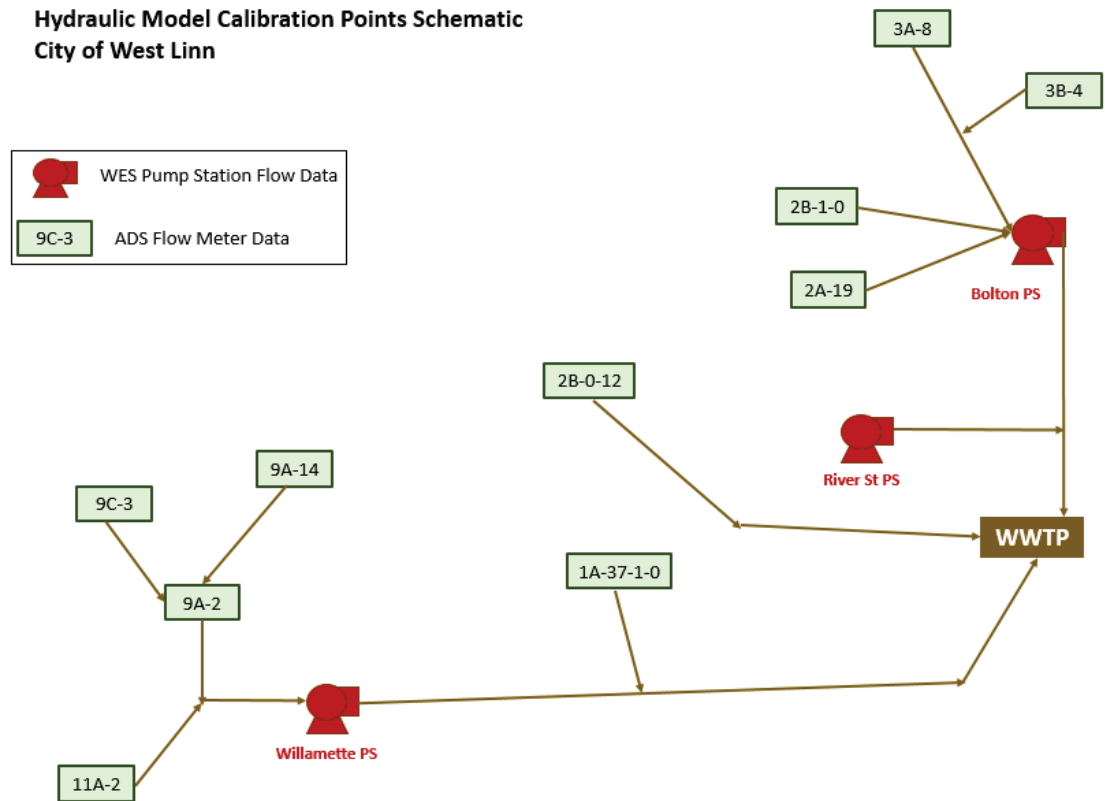 Hydraulic Model Calibration Points Schematic
City of West Linn
WES Pump Station Flow Data
9C-3
ADS Flow Meter Data
3A-8
3B-4
2B-1-0
2A-19
Bolton PS
2B-0-12
River St PS
WWTP
9A-14
9C-3
1A-37-1-0
9A-2
Willamette PS
11A-2